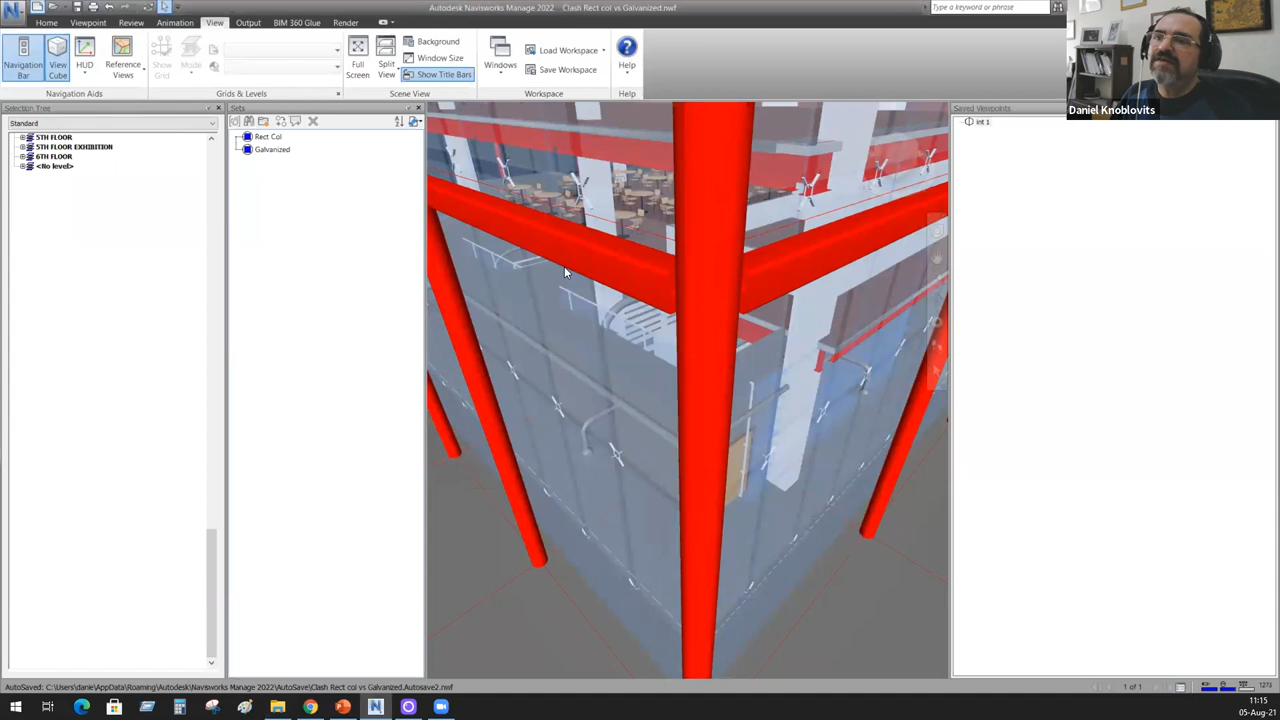 Autodesk Navisworks Manage 2022 Clash Rect col vs Galvanized.nwf
Type a keyword or phrase
Home Viewpoint Review Animation View Output BIM 360 Glue Render
Navigation Bar
View Cube
HUD
Reference Views
Show Grid
Mode
Full Screen
Split View
Background
Window Size
Show Title Bars
Windows
Load Workspace
Save Workspace
Help
Navigation Aids
Grids & Levels
Scene View
Workspace
Help
Daniel Knoblovits
Selection Tree
Sets
Saved Viewpoints
Standard
5TH FLOOR
5TH FLOOR EXHIBITION
6TH FLOOR
<No level>
Rect Col
Galvanized
int 1
AutoSaved: C:\Users\danie\AppData\Roaming\Autodesk\Navisworks Manage 2022\AutoSave\Clash Rect col vs Galvanized.Autosave2.nwf
1 of 1
1273
11:15
05-Aug-21